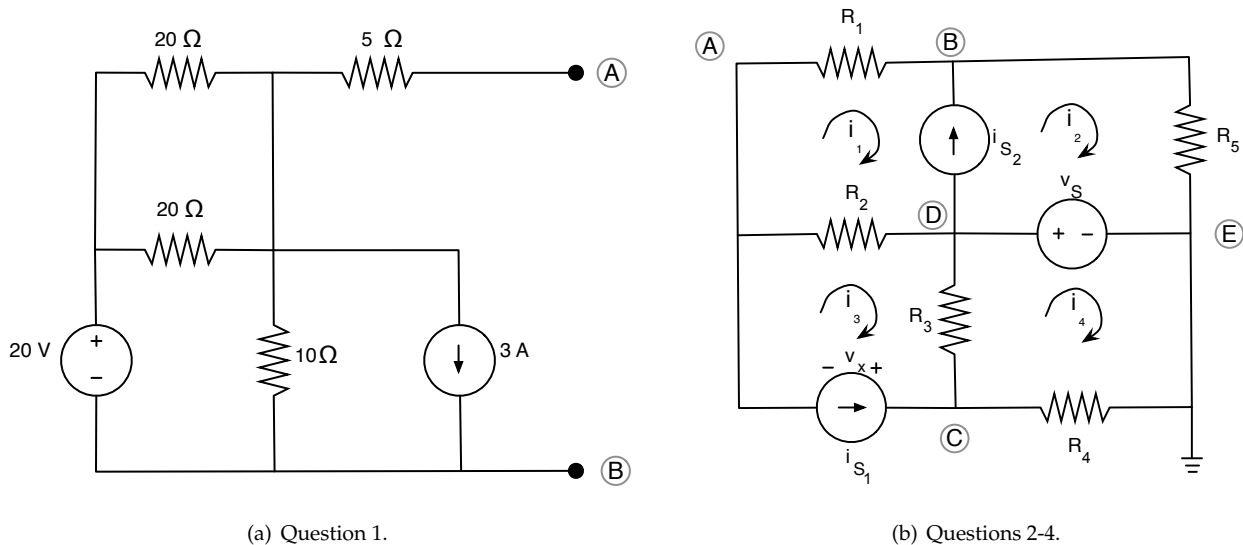 20 Ω
5 Ω
A
20 Ω
20 V
+
−
10Ω
3 A
B
(a) Question 1.
A
R1
B
i1
iS2
i2
R5
R2
D
vS
+ −
E
i3
R3
i4
− vx +
C
iS1
R4
(b) Questions 2-4.